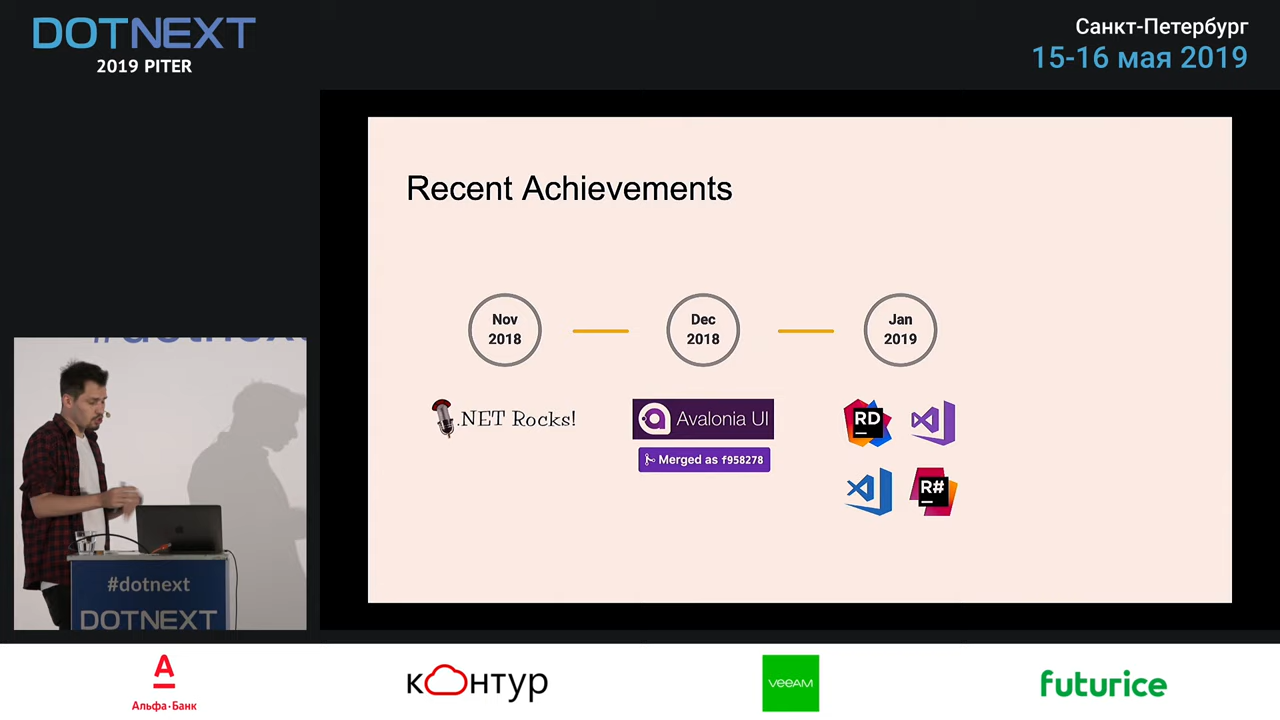 DOTNEXT
2019 PITER
Санкт-Петербург
15-16 мая 2019
Recent Achievements
Nov
2018
Dec
2018
Jan
2019
.NET Rocks!
Avalonia UI
Merged as f958278
RD
R#
#dotnext
#dotnext
DOTNEXT
А
Альфа·Банк
контур
veeam
futurice